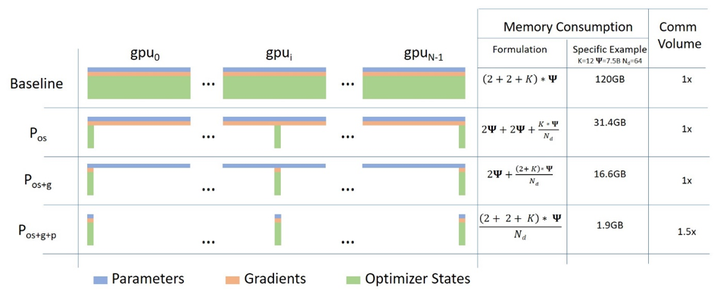 Memory Consumption
Comm Volume
gpu0 gpui gpuN-1
Formulation
Specific Example
K=12 Ψ=7.5B Nd=64
Baseline
... ...
(2 + 2 + K) * Ψ
120GB
1x
Pos
... ...
2Ψ + 2Ψ + K * Ψ / Nd
31.4GB
1x
Pos+g
... ...
2Ψ + (2+ K)* Ψ / Nd
16.6GB
1x
Pos+g+p
... ...
(2 + 2 + K) * Ψ / Nd
1.9GB
1.5x
Parameters
Gradients
Optimizer States